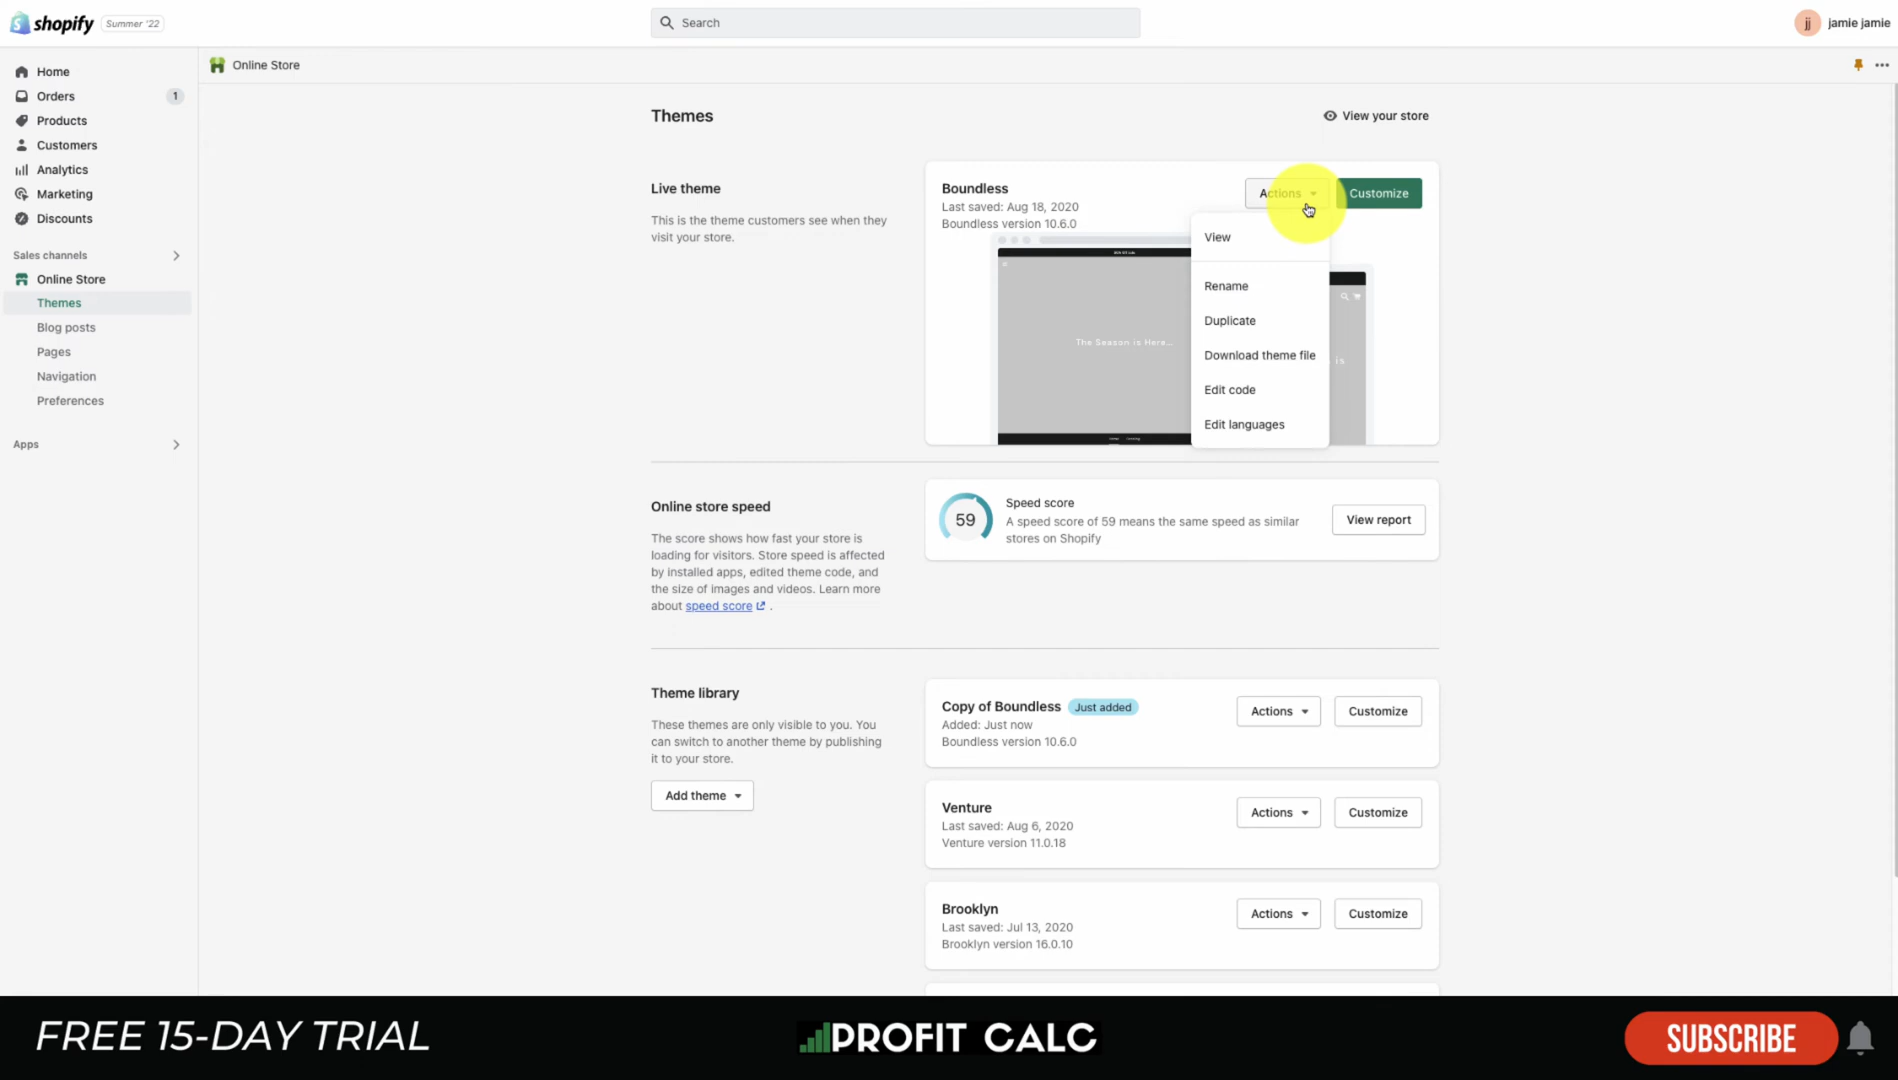 shopify
Summer '22
Search
jj
jamie jamie
Home
Orders
1
Products
Customers
Analytics
Marketing
Discounts
Sales channels
Online Store
Themes
Blog posts
Pages
Navigation
Preferences
Apps
Online Store
Themes
View your store
Live theme
This is the theme customers see when they
visit your store.
Boundless
Last saved: Aug 18, 2020
Boundless version 10.6.0
Actions
Customize
View
Rename
Duplicate
Download theme file
Edit code
Edit languages
The Season is Here...
is
Online store speed
The score shows how fast your store is
loading for visitors. Store speed is affected
by installed apps, edited theme code, and
the size of images and videos. Learn more
about speed score .
59
Speed score
A speed score of 59 means the same speed as similar
stores on Shopify
View report
Theme library
These themes are only visible to you. You
can switch to another theme by publishing
it to your store.
Add theme
Copy of Boundless
Just added
Added: Just now
Boundless version 10.6.0
Actions
Customize
Venture
Last saved: Aug 6, 2020
Venture version 11.0.18
Actions
Customize
Brooklyn
Last saved: Jul 13, 2020
Brooklyn version 16.0.10
Actions
Customize
FREE 15-DAY TRIAL
PROFIT CALC
SUBSCRIBE